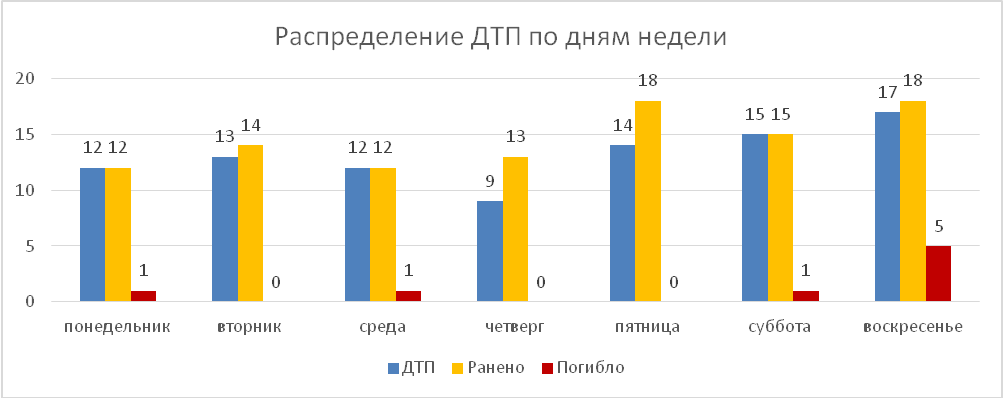 Распределение ДТП по дням недели
20
15
10
5
0
12 12 1
13 14 0
12 12 1
9 13 0
14 18 0
15 15 1
17 18 5
понедельник вторник среда четверг пятница суббота воскресенье
ДТП Ранено Погибло